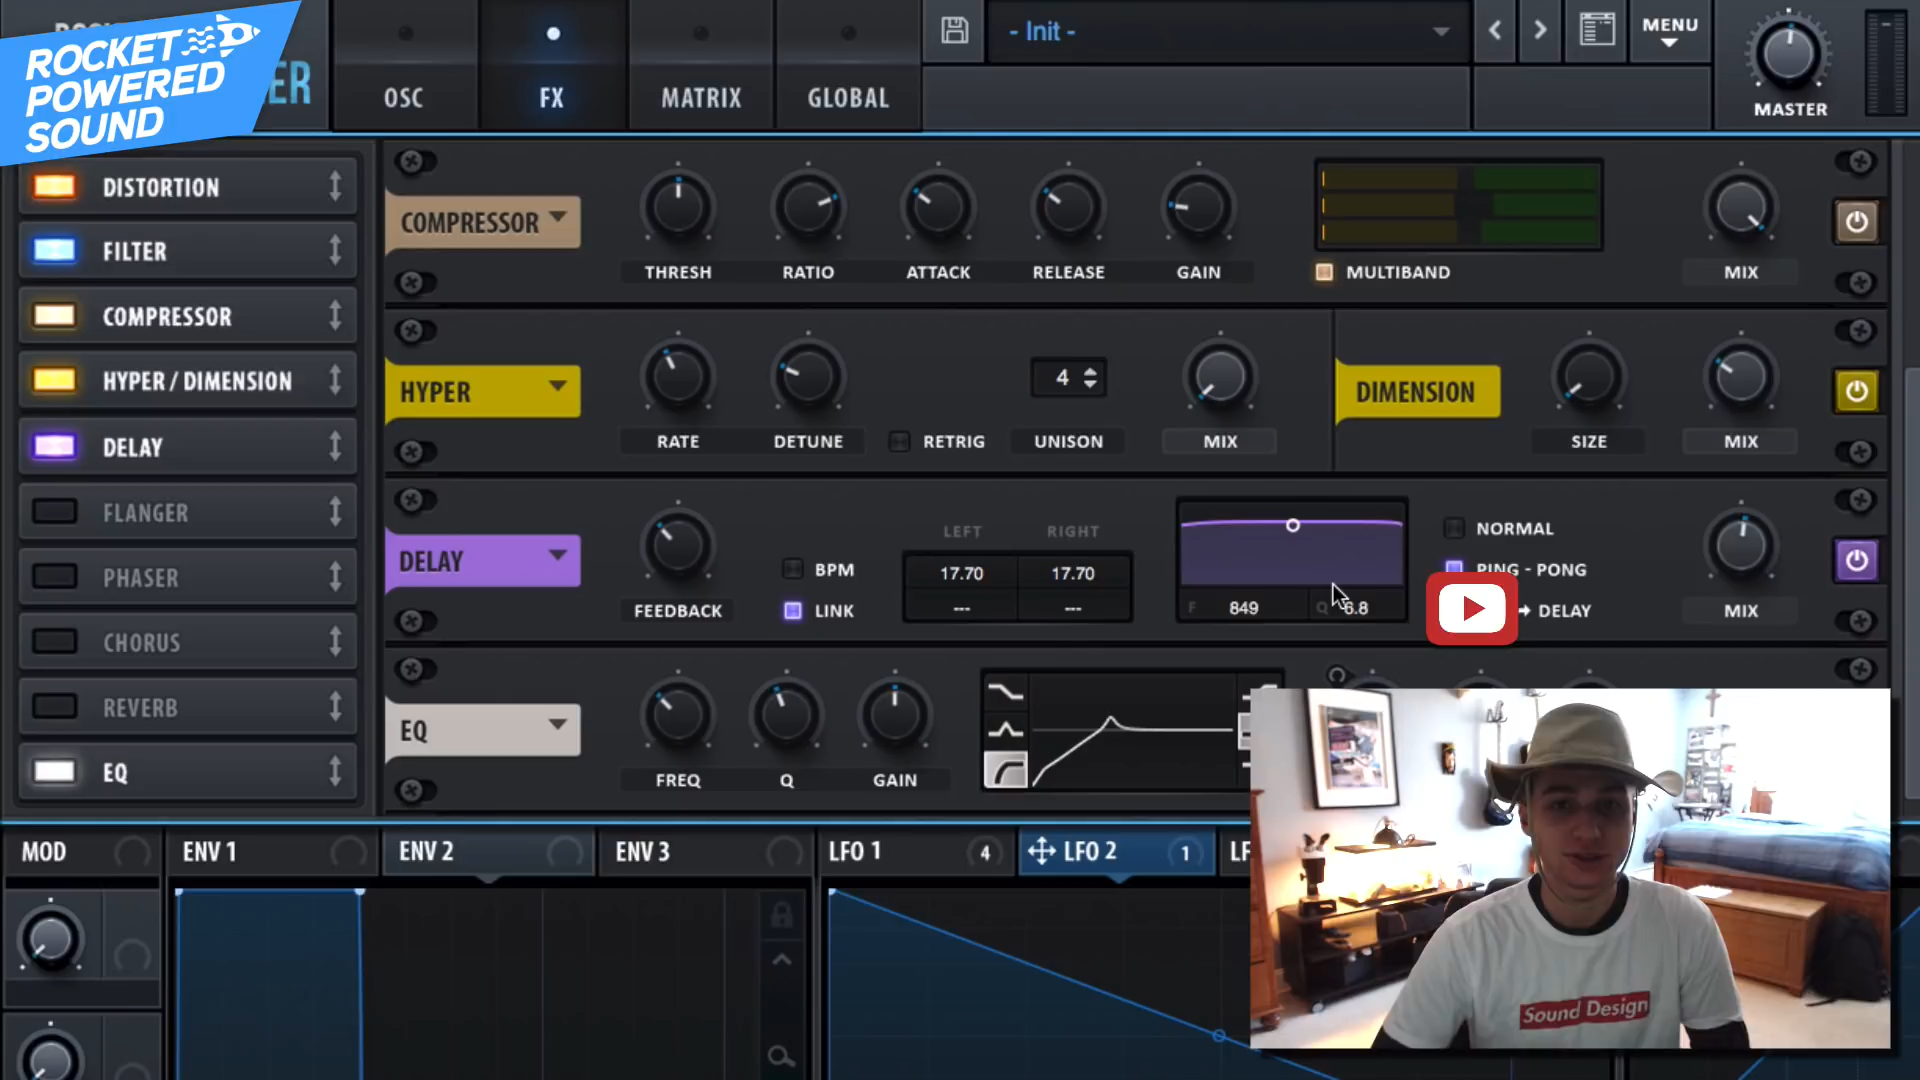 ROCKET
POWERED
SOUND
ER
OSC
FX
MATRIX
GLOBAL
- Init -
MENU
MASTER
DISTORTION
FILTER
COMPRESSOR
HYPER / DIMENSION
DELAY
FLANGER
PHASER
CHORUS
REVERB
EQ
COMPRESSOR
THRESH
RATIO
ATTACK
RELEASE
GAIN
MULTIBAND
MIX
HYPER
RATE
DETUNE
RETRIG
4
UNISON
MIX
DIMENSION
SIZE
MIX
DELAY
FEEDBACK
BPM
LINK
LEFT
RIGHT
17.70
17.70
---
---
F 849
Q 6.8
NORMAL
PING - PONG
DELAY
MIX
EQ
FREQ
Q
GAIN
MOD
ENV 1
ENV 2
ENV 3
LFO 1
4
LFO 2
1
LF
Sound Design